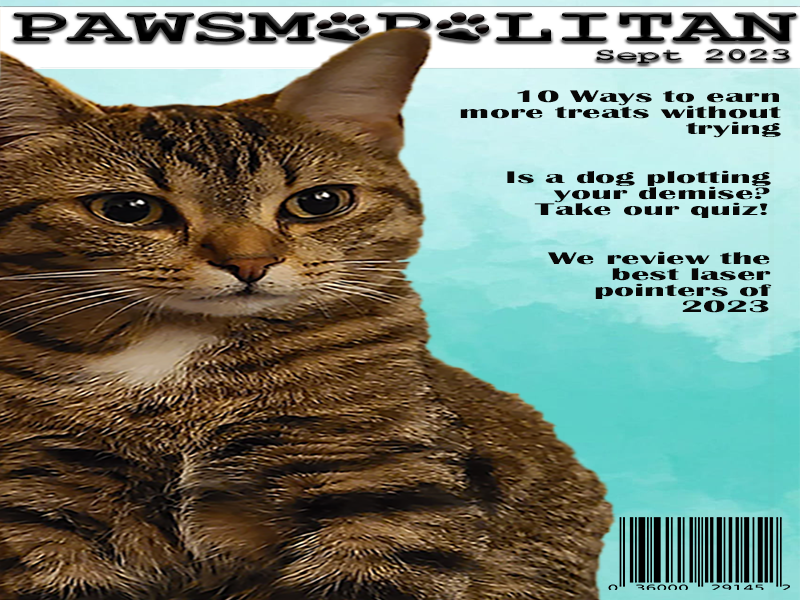 PAWSMOPOLITAN
Sept 2023
10 Ways to earn
more treats without
trying
Is a dog plotting
your demise?
Take our quiz!
We review the
best laser
pointers of
2023
0 36000 29145 2